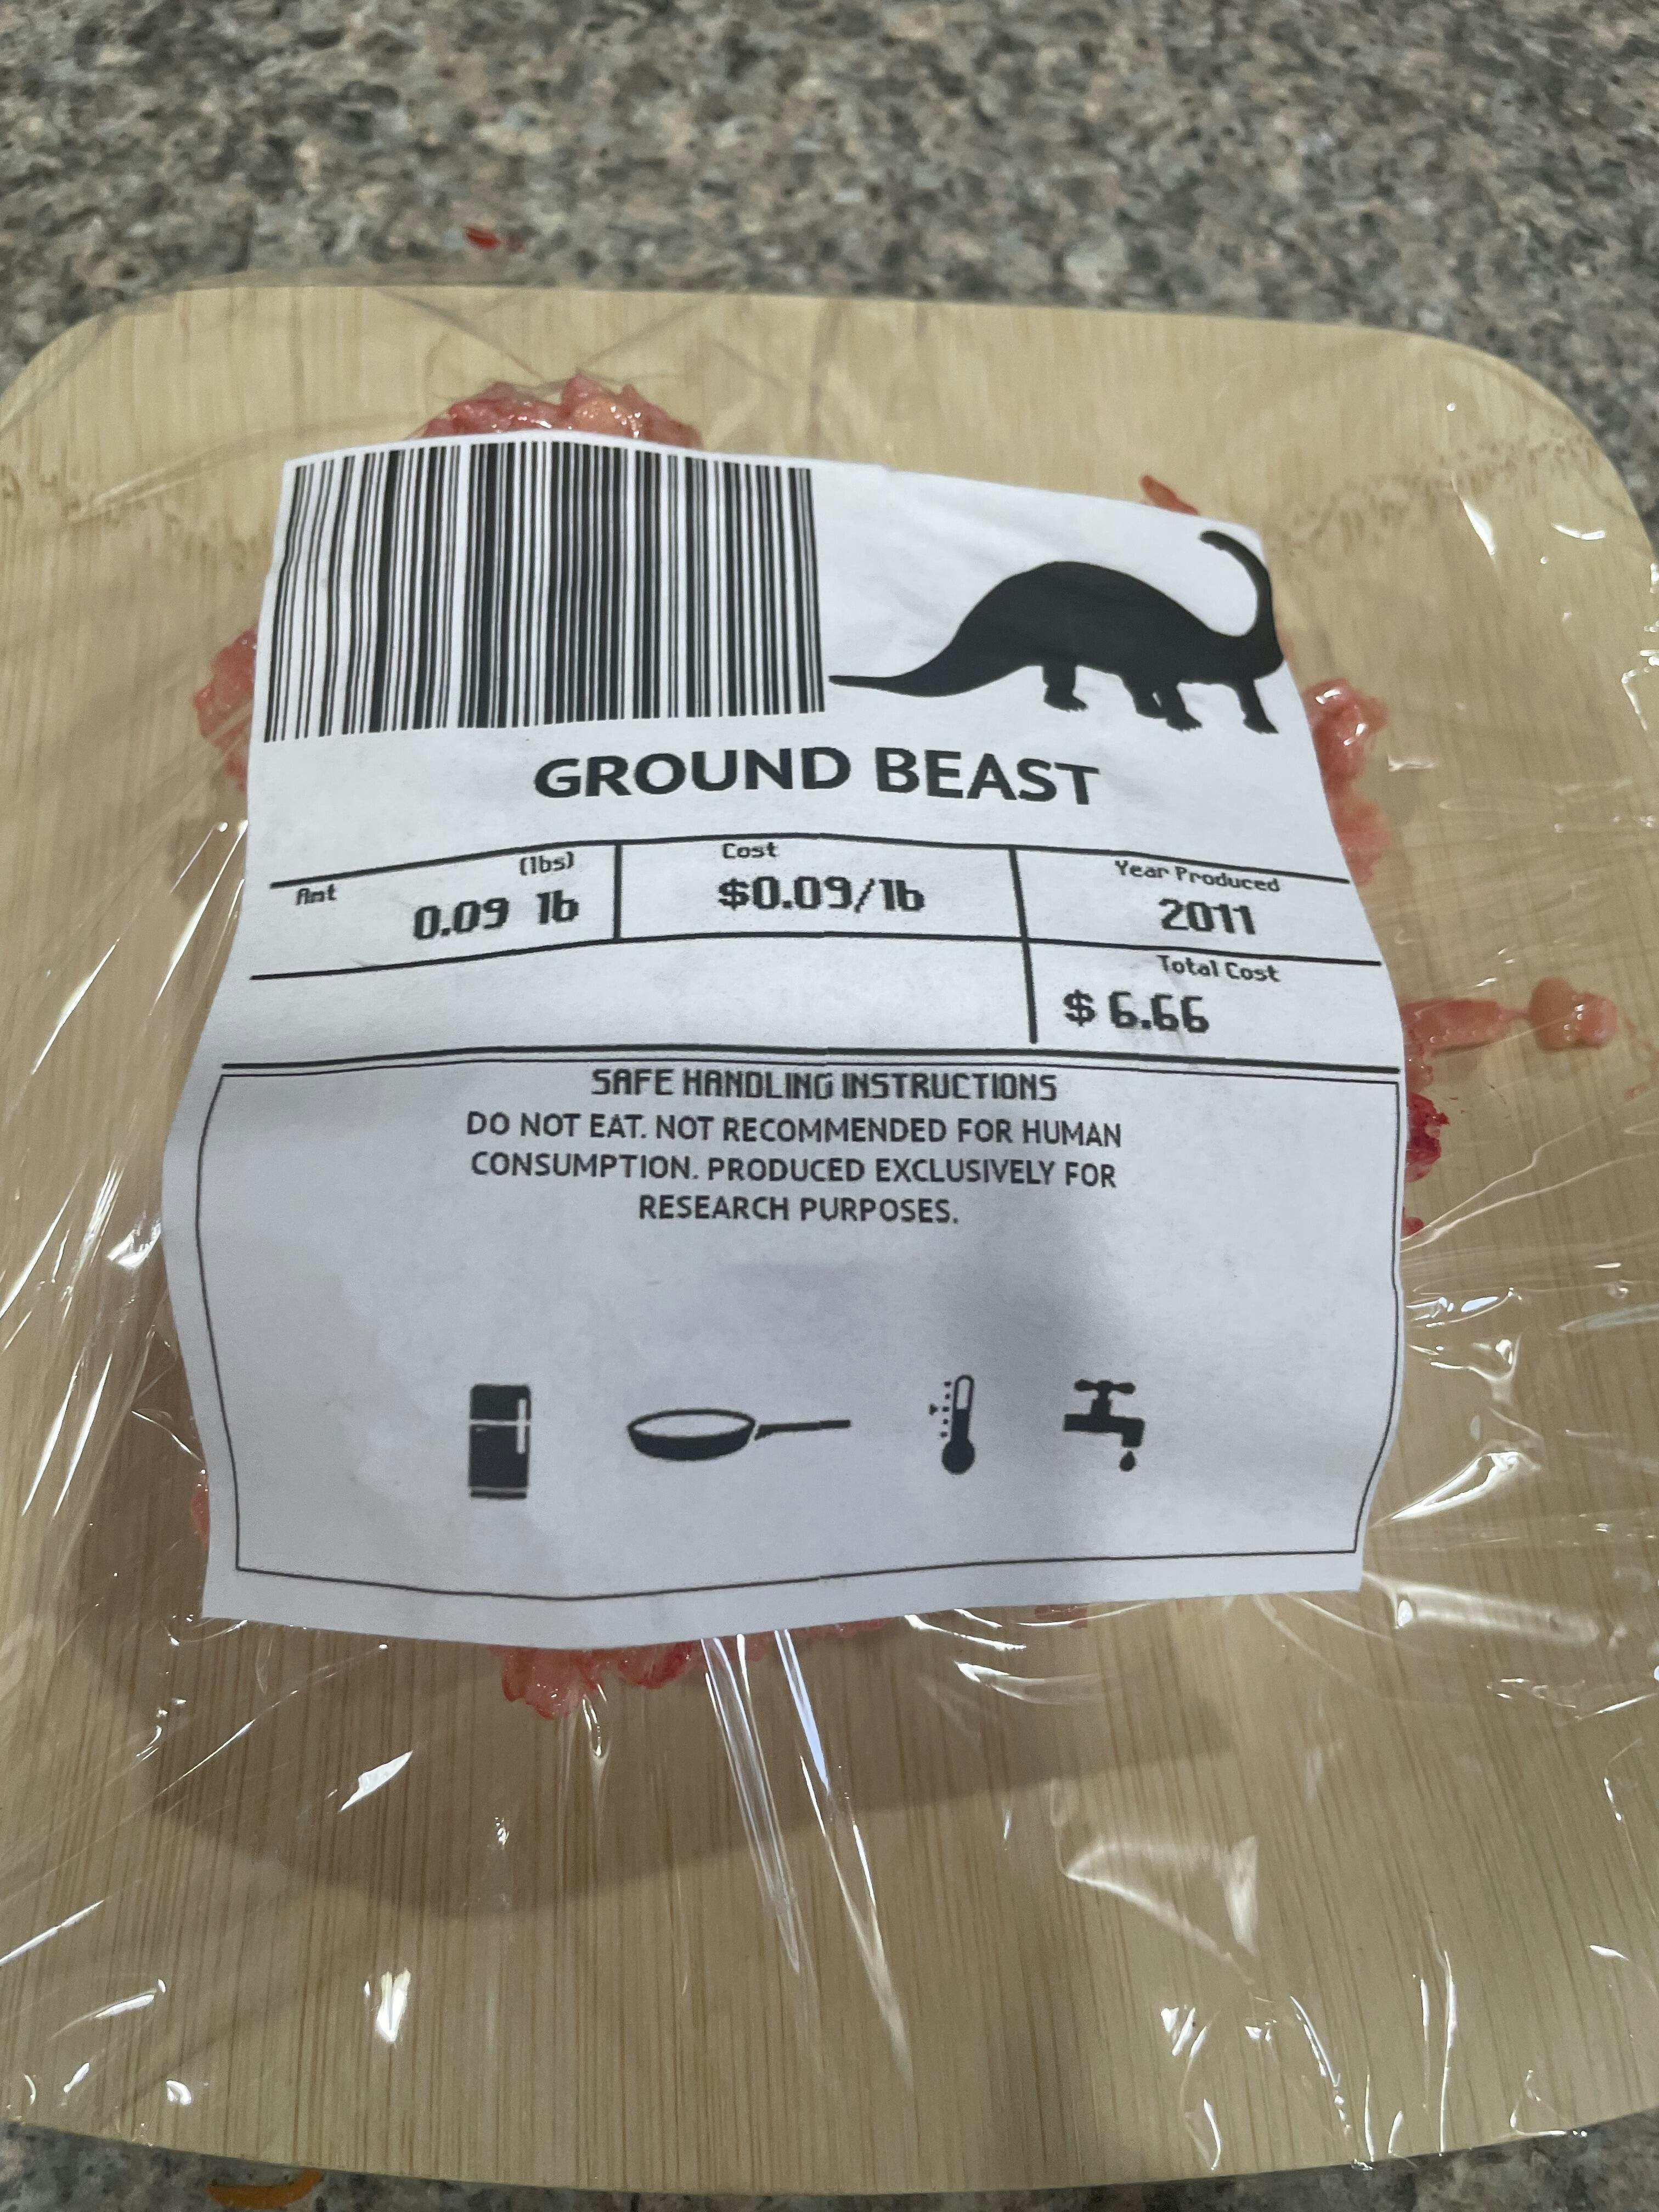 GROUND BEAST
Amt (lbs)
0.09 lb
Cost
$0.09/lb
Year Produced
2011
Total Cost
$ 6.66
SAFE HANDLING INSTRUCTIONS
DO NOT EAT. NOT RECOMMENDED FOR HUMAN
CONSUMPTION. PRODUCED EXCLUSIVELY FOR
RESEARCH PURPOSES.